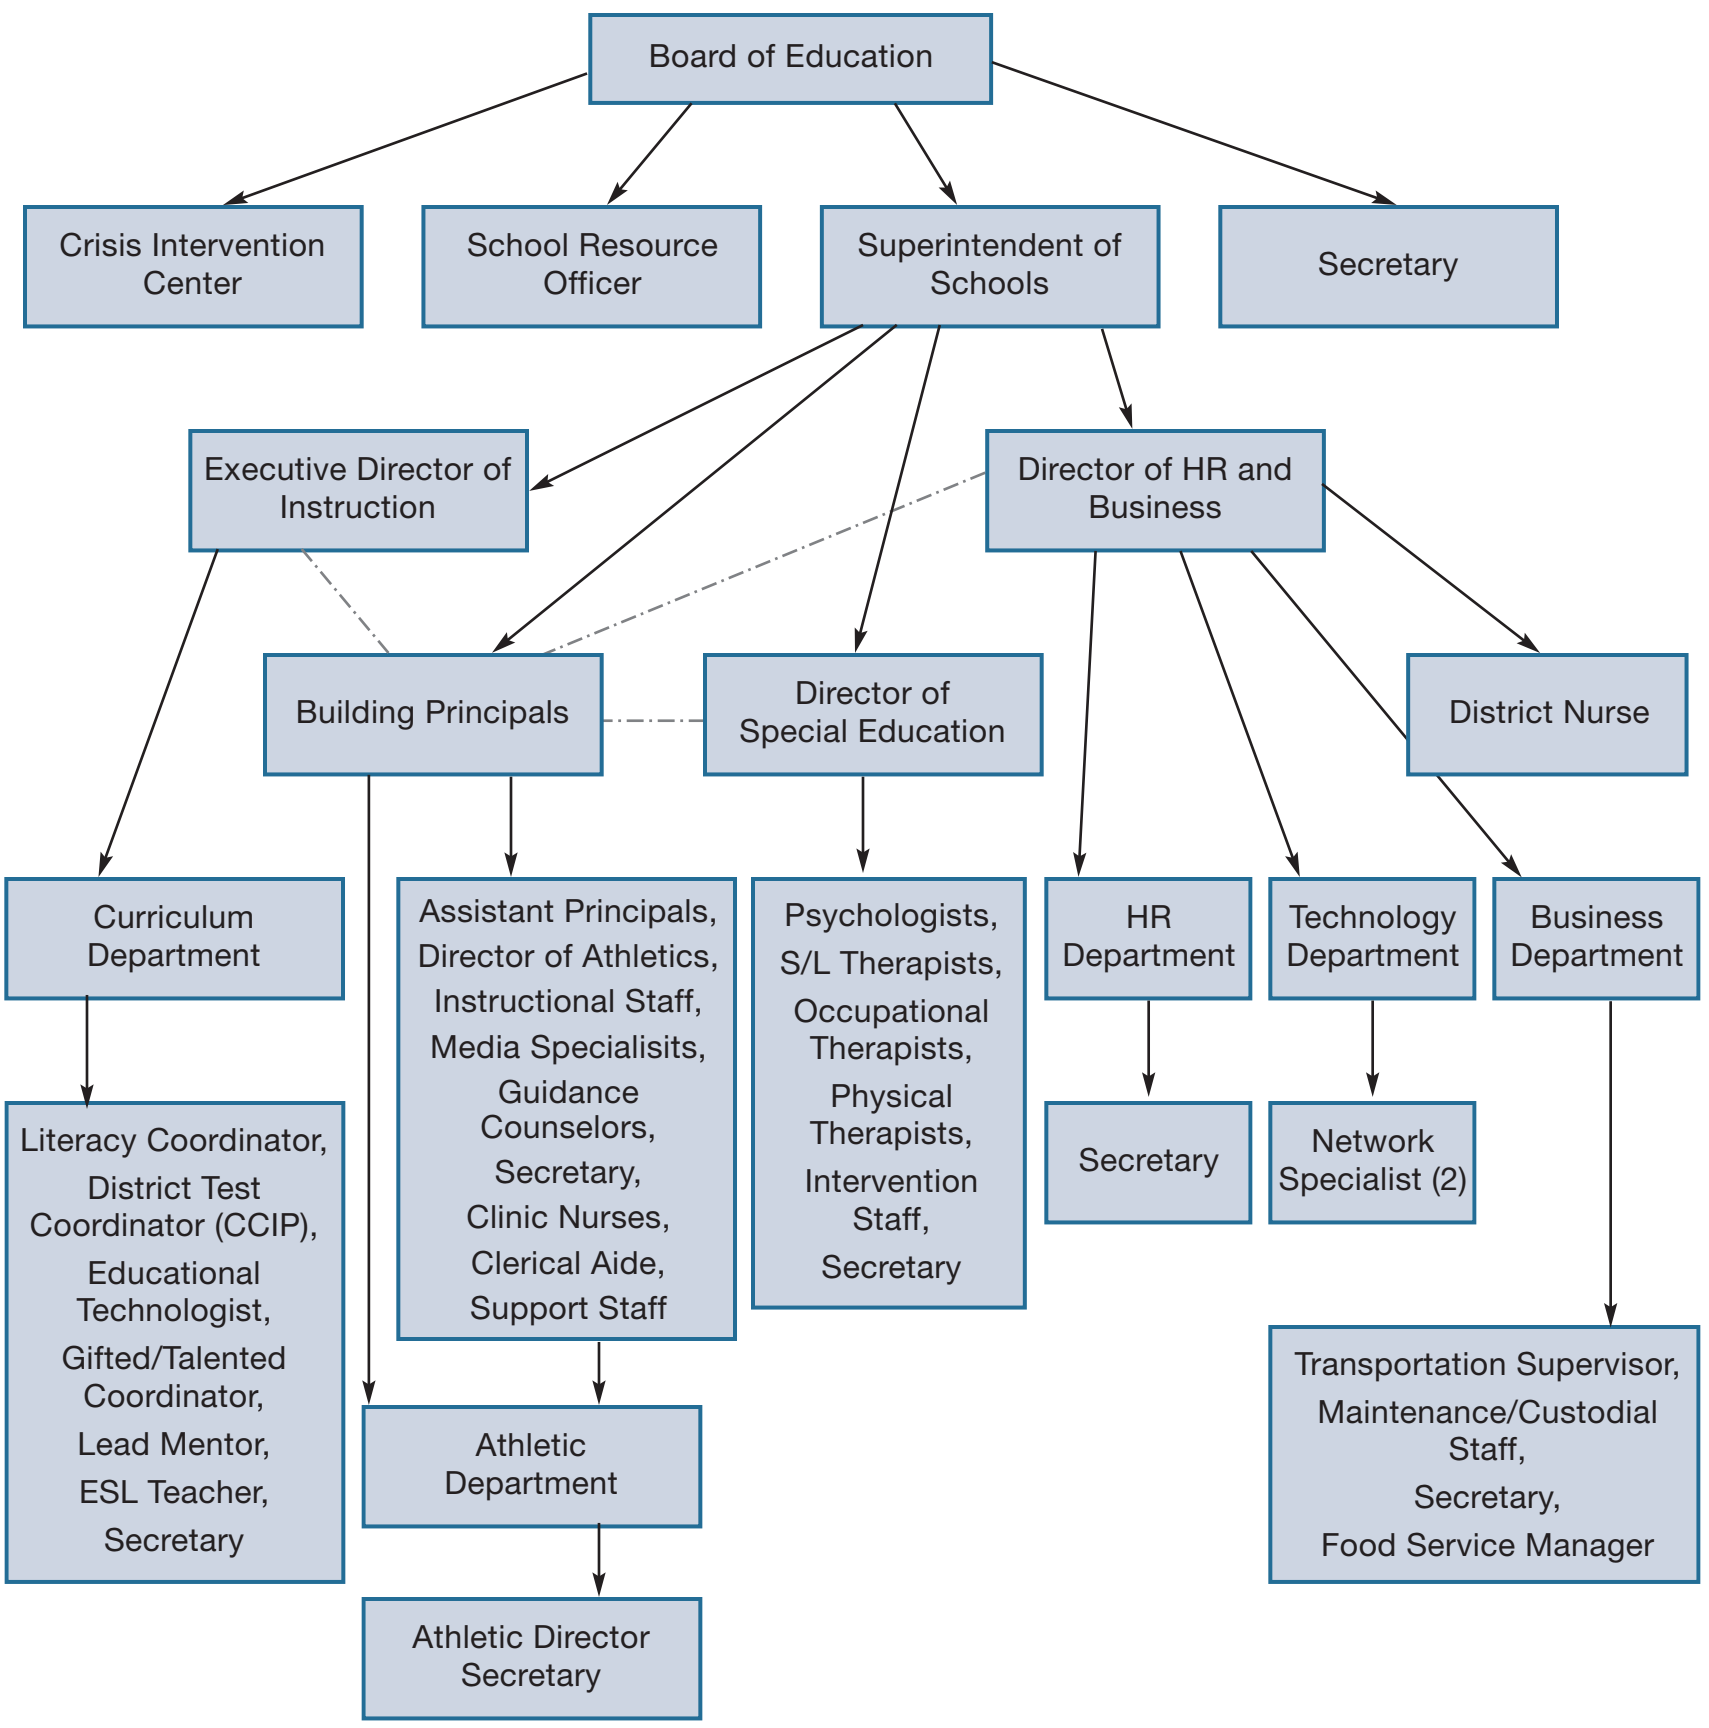 Board of Education
Crisis Intervention
Center
School Resource
Officer
Superintendent of
Schools
Secretary
Executive Director of
Instruction
Director of HR and
Business
Building Principals
Director of
Special Education
District Nurse
Curriculum
Department
Assistant Principals,
Director of Athletics,
Instructional Staff,
Media Specialisits,
Guidance
Counselors,
Secretary,
Clinic Nurses,
Clerical Aide,
Support Staff
Psychologists,
S/L Therapists,
Occupational
Therapists,
Physical
Therapists,
Intervention
Staff,
Secretary
HR
Department
Technology
Department
Business
Department
Literacy Coordinator,
District Test
Coordinator (CCIP),
Educational
Technologist,
Gifted/Talented
Coordinator,
Lead Mentor,
ESL Teacher,
Secretary
Secretary
Network
Specialist (2)
Transportation Supervisor,
Maintenance/Custodial
Staff,
Secretary,
Food Service Manager
Athletic
Department
Athletic Director
Secretary